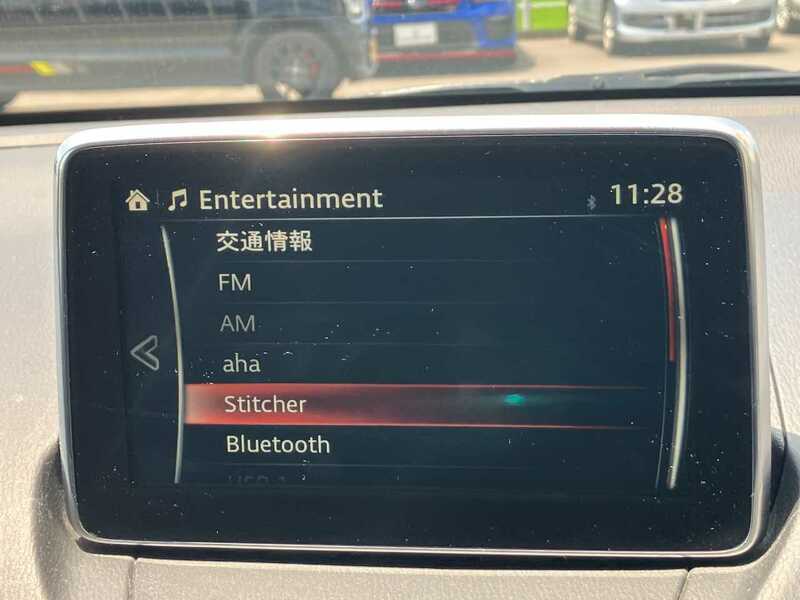 Entertainment 11:28
交通情報
FM
AM
aha
Stitcher
Bluetooth